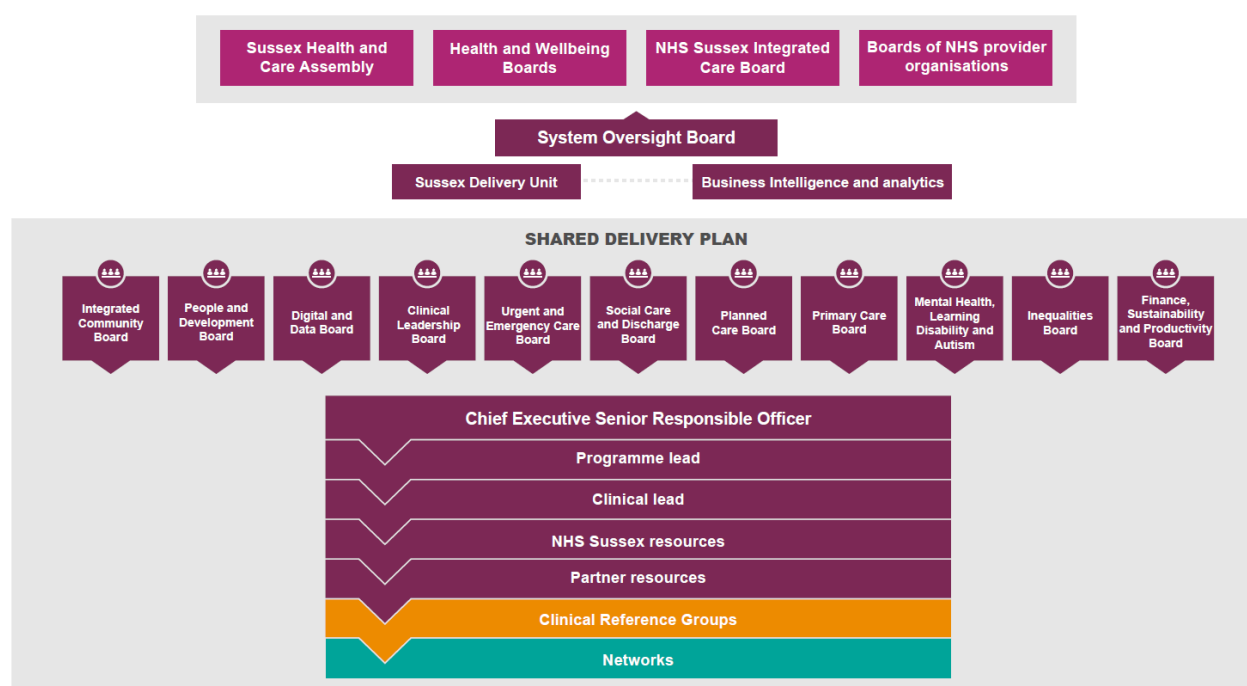 Sussex Health and
Care Assembly
Health and Wellbeing
Boards
NHS Sussex Integrated
Care Board
Boards of NHS provider
organisations
System Oversight Board
Sussex Delivery Unit
Business Intelligence and analytics
SHARED DELIVERY PLAN
Integrated
Community
Board
People and
Development
Board
Digital and
Data Board
Clinical
Leadership
Board
Urgent and
Emergency Care
Board
Social Care
and Discharge
Board
Planned
Care Board
Primary Care
Board
Mental Health,
Learning
Disability and
Autism
Inequalities
Board
Finance,
Sustainability
and Productivity
Board
Chief Executive Senior Responsible Officer
Programme lead
Clinical lead
NHS Sussex resources
Partner resources
Clinical Reference Groups
Networks